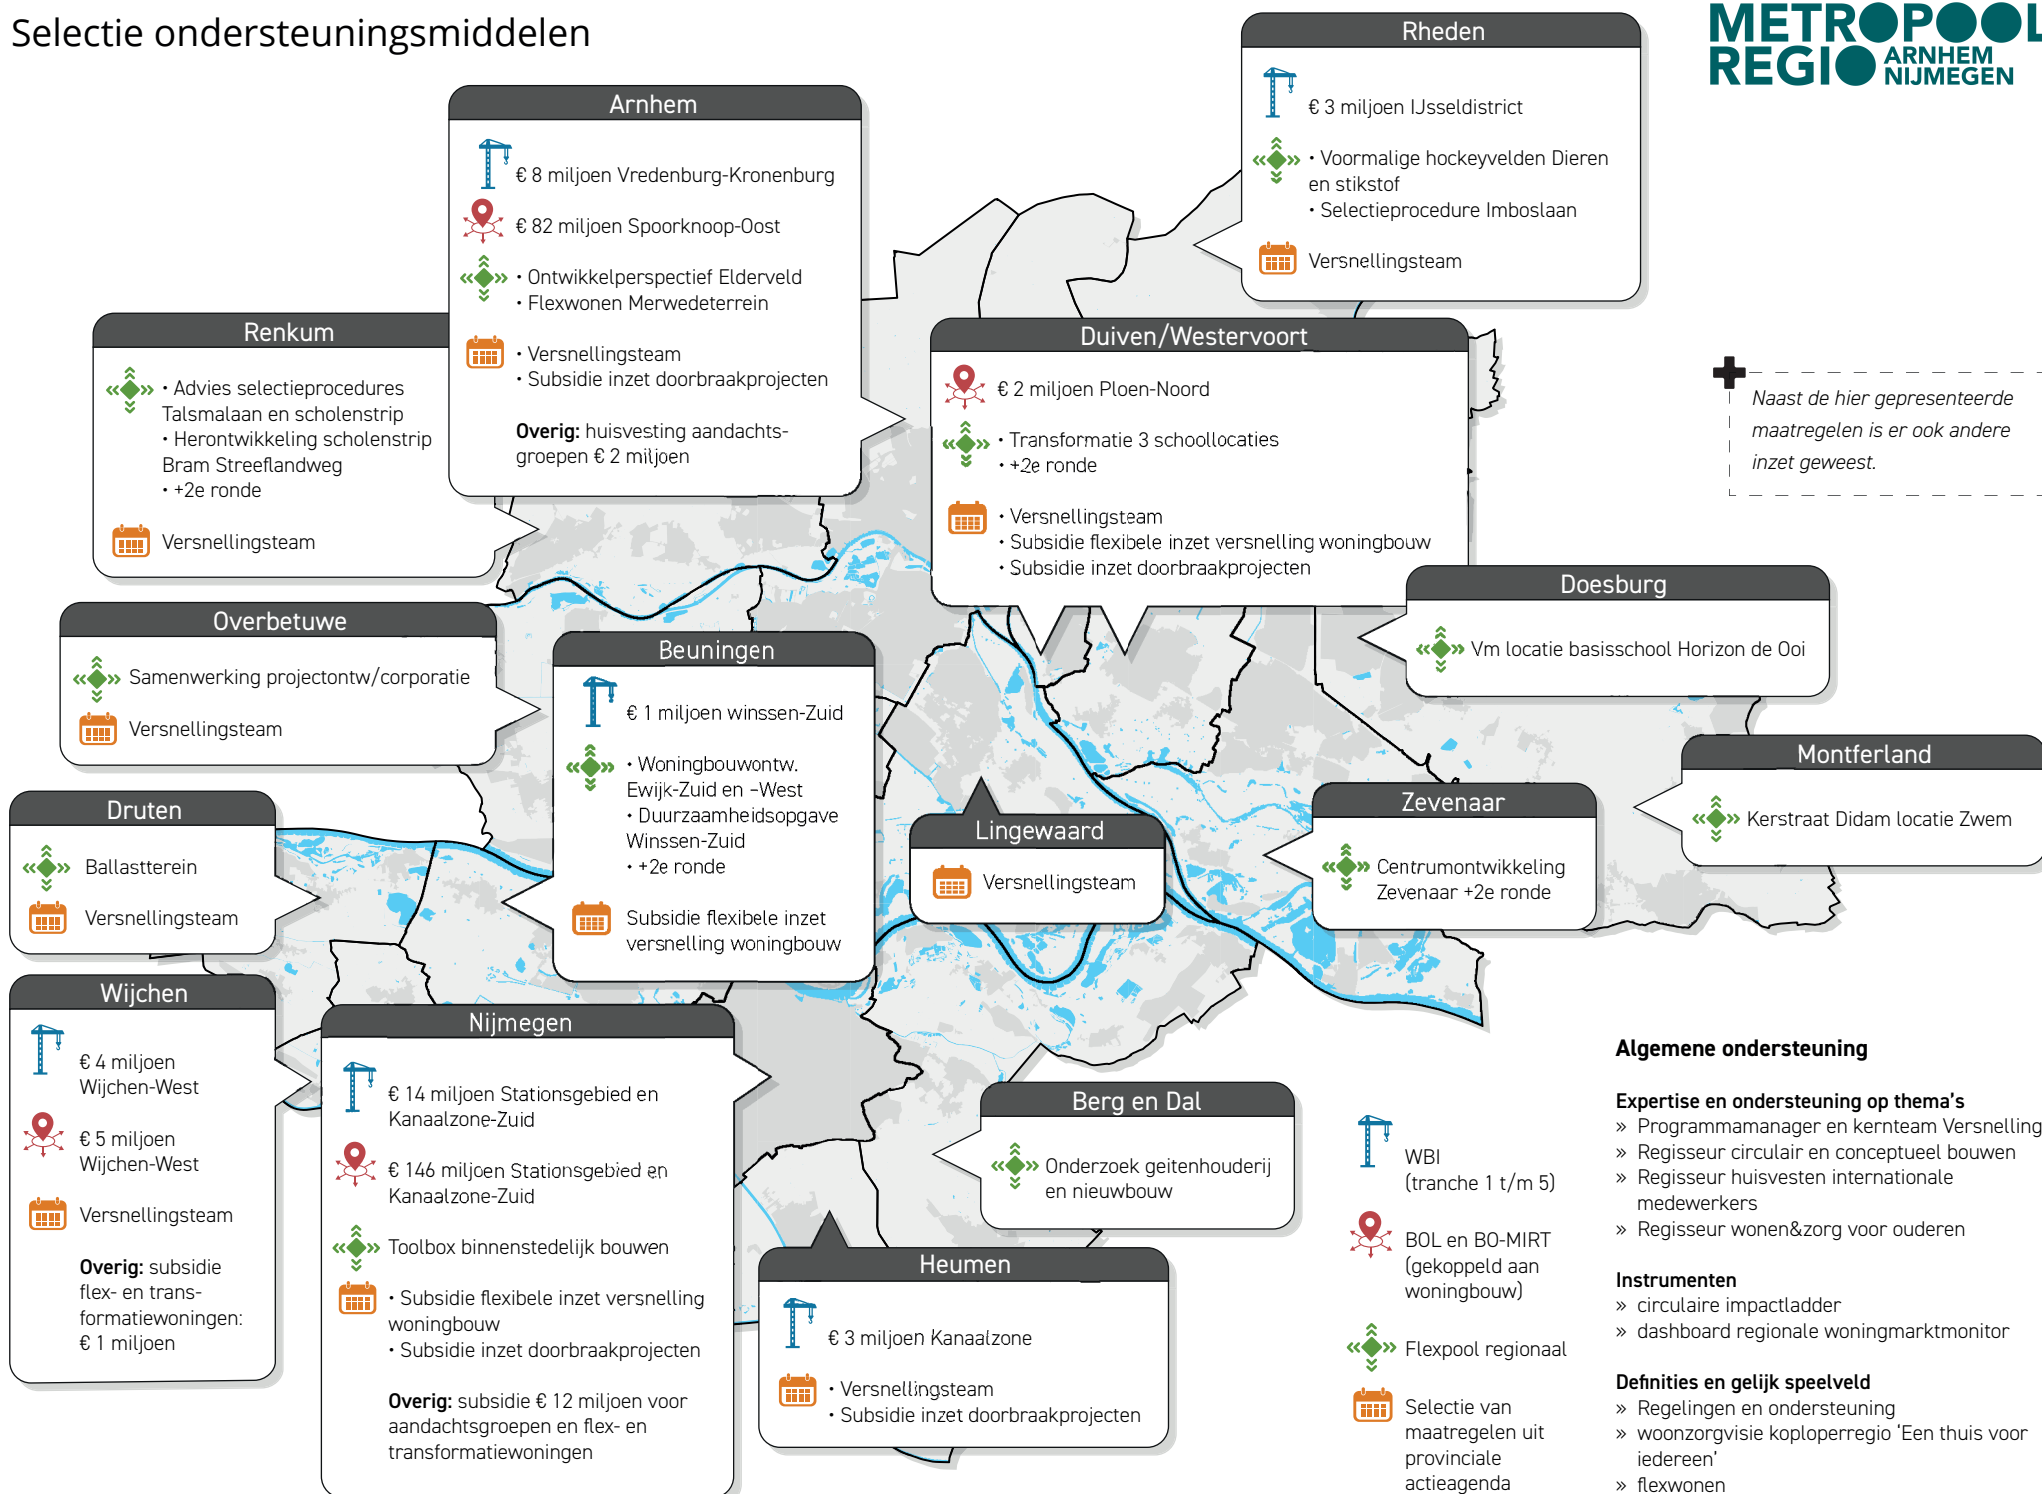 Selectie ondersteuningsmiddelen
METROPOOL
REGIO ARNHEM
NIJMEGEN
Rheden
€ 3 miljoen IJsseldistrict
• Voormalige hockeyvelden Dieren
en stikstof
• Selectieprocedure Imboslaan
Versnellingsteam
Arnhem
€ 8 miljoen Vredenburg-Kronenburg
€ 82 miljoen Spoorknoop-Oost
• Ontwikkelperspectief Elderveld
• Flexwonen Merwedeterrein
• Versnellingsteam
• Subsidie inzet doorbraakprojecten
Overig: huisvesting aandachts-
groepen € 2 miljoen
Renkum
• Advies selectieprocedures
Talsmalaan en scholenstrip
• Herontwikkeling scholenstrip
Bram Streeflandweg
• +2e ronde
Versnellingsteam
Duiven/Westervoort
€ 2 miljoen Ploen-Noord
• Transformatie 3 schoollocaties
• +2e ronde
• Versnellingsteam
• Subsidie flexibele inzet versnelling woningbouw
• Subsidie inzet doorbraakprojecten
Naast de hier gepresenteerde
maatregelen is er ook andere
inzet geweest.
Doesburg
Vm locatie basisschool Horizon de Ooi
Overbetuwe
Samenwerking projectontw/corporatie
Versnellingsteam
Beuningen
€ 1 miljoen winssen-Zuid
• Woningbouwontw.
Ewijk-Zuid en -West
• Duurzaamheidsopgave
Winssen-Zuid
• +2e ronde
Subsidie flexibele inzet
versnelling woningbouw
Montferland
Kerstraat Didam locatie Zwem
Druten
Ballastterein
Versnellingsteam
Lingewaard
Versnellingsteam
Zevenaar
Centrumontwikkeling
Zevenaar +2e ronde
Wijchen
€ 4 miljoen
Wijchen-West
€ 5 miljoen
Wijchen-West
Versnellingsteam
Overig: subsidie
flex- en trans-
formatiewoningen:
€ 1 miljoen
Nijmegen
€ 14 miljoen Stationsgebied en
Kanaalzone-Zuid
€ 146 miljoen Stationsgebied en
Kanaalzone-Zuid
Toolbox binnenstedelijk bouwen
• Subsidie flexibele inzet versnelling
woningbouw
• Subsidie inzet doorbraakprojecten
Overig: subsidie € 12 miljoen voor
aandachtsgroepen en flex- en
transformatiewoningen
Berg en Dal
Onderzoek geitenhouderij
en nieuwbouw
Heumen
€ 3 miljoen Kanaalzone
• Versnellingsteam
• Subsidie inzet doorbraakprojecten
WBI
(tranche 1 t/m 5)
BOL en BO-MIRT
(gekoppeld aan
woningbouw)
Flexpool regionaal
Selectie van
maatregelen uit
provinciale
actieagenda
Algemene ondersteuning
Expertise en ondersteuning op thema's
» Programmamanager en kernteam Versnelling
» Regisseur circulair en conceptueel bouwen
» Regisseur huisvesten internationale
medewerkers
» Regisseur wonen&zorg voor ouderen
Instrumenten
» circulaire impactladder
» dashboard regionale woningmarktmonitor
Definities en gelijk speelveld
» Regelingen en ondersteuning
» woonzorgvisie koploperregio 'Een thuis voor
iedereen'
» flexwonen